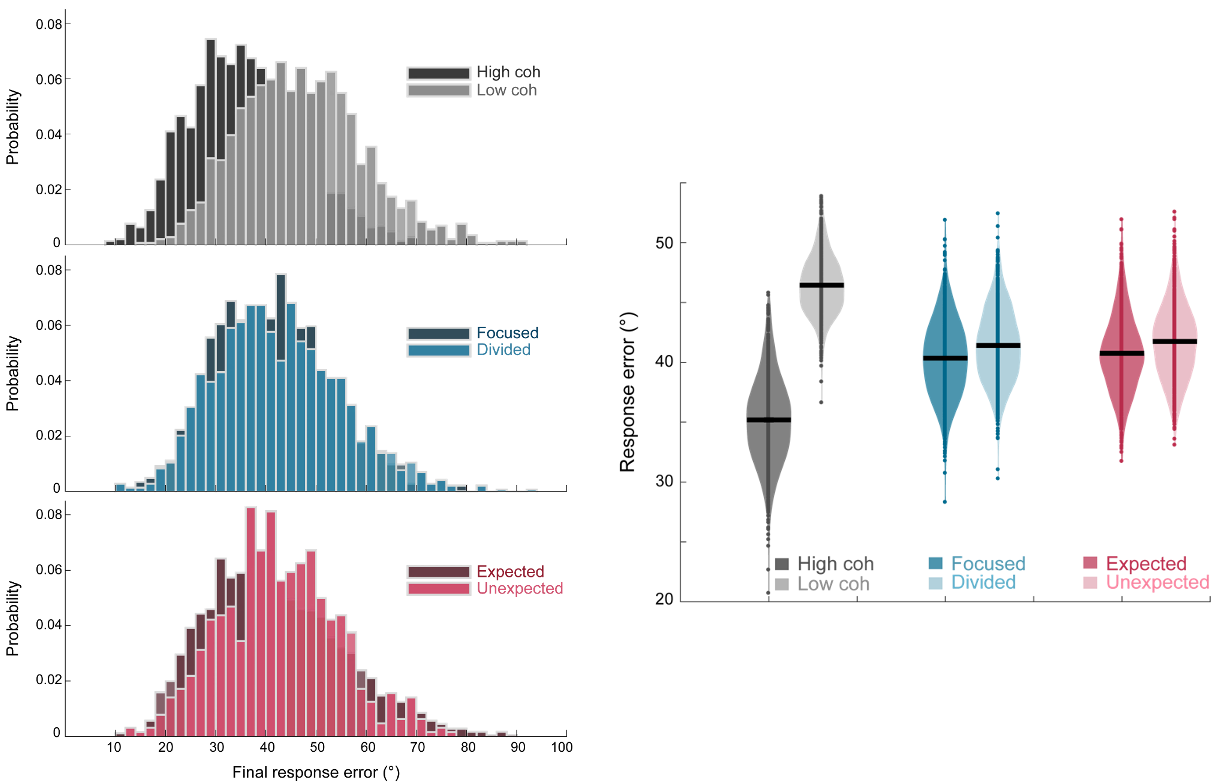 0.08
0.06
0.04
0.02
0
Probability
High coh
Low coh
0.08
0.06
0.04
0.02
0
Probability
Focused
Divided
0.08
0.06
0.04
0.02
0
Probability
Expected
Unexpected
10 20 30 40 50 60 70 80 90 100
Final response error (°)
50
40
30
20
Response error (°)
High coh
Low coh
Focused
Divided
Expected
Unexpected